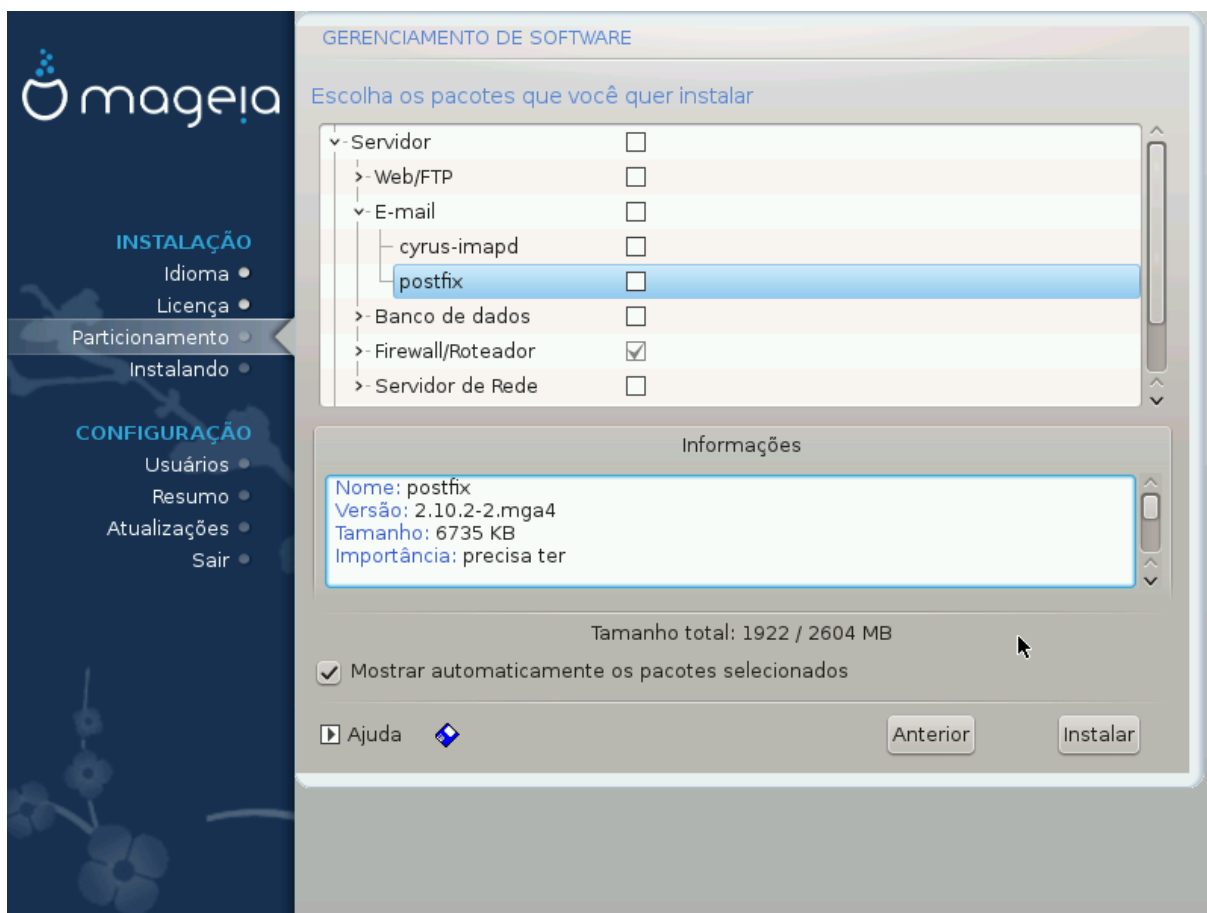 mageia
INSTALAÇÃO
Idioma
Licença
Particionamento
Instalando
CONFIGURAÇÃO
Usuários
Resumo
Atualizações
Sair
GERENCIAMENTO DE SOFTWARE
Escolha os pacotes que você quer instalar
Servidor
Web/FTP
E-mail
cyrus-imapd
postfix
Banco de dados
Firewall/Roteador
Servidor de Rede
Informações
Nome: postfix
Versão: 2.10.2-2.mga4
Tamanho: 6735 KB
Importância: precisa ter
Tamanho total: 1922 / 2604 MB
Mostrar automaticamente os pacotes selecionados
Ajuda
Anterior
Instalar